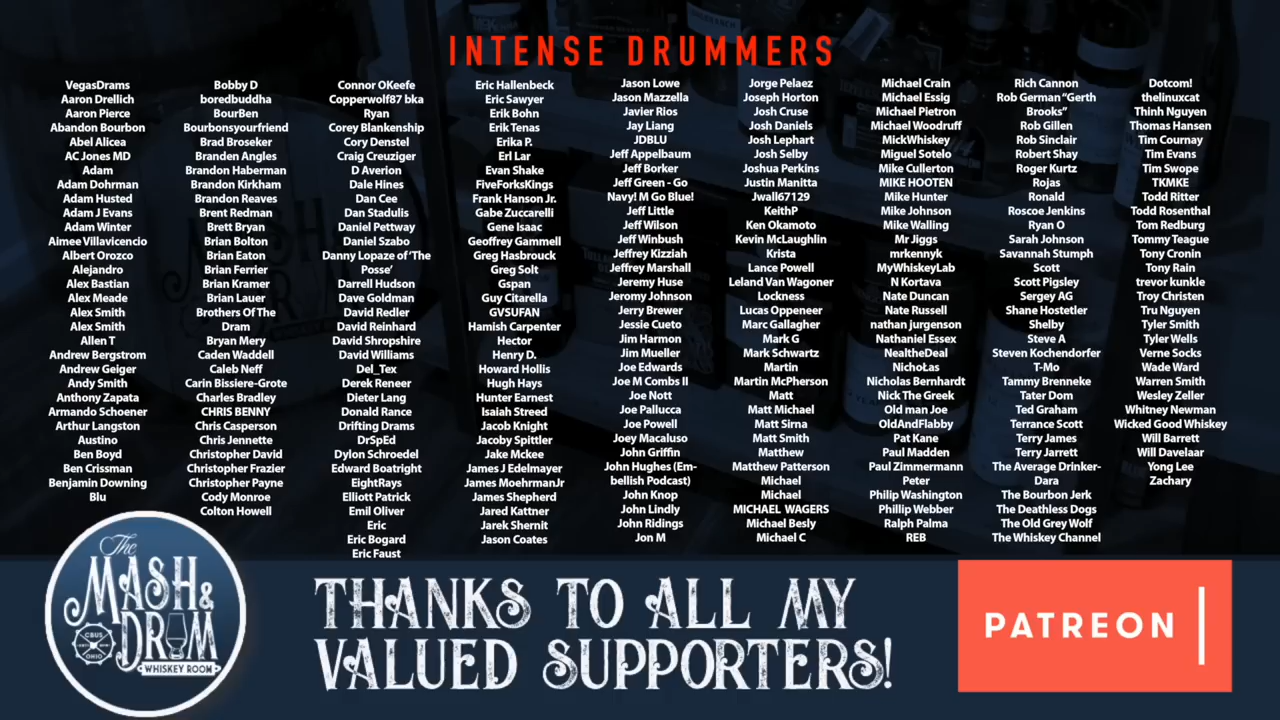 INTENSE DRUMMERS
VegasDrams
Aaron Drellich
Aaron Pierce
Abandon Bourbon
Abel Alicea
AC Jones MD
Adam
Adam Dohrman
Adam Husted
Adam J Evans
Adam Winter
Aimee Villavicencio
Albert Orozco
Alejandro
Alex Bastian
Alex Meade
Alex Smith
Alex Smith
Allen T
Andrew Bergstrom
Andrew Geiger
Andy Smith
Anthony Zapata
Armando Schoener
Arthur Langston
Austino
Ben Boyd
Ben Crissman
Benjamin Downing
Blu
Bobby D
boredbuddha
BourBen
Bourbonsyourfriend
Brad Broseker
Branden Angles
Brandon Haberman
Brandon Kirkham
Brandon Reaves
Brent Redman
Brett Bryan
Brian Bolton
Brian Eaton
Brian Ferrier
Brian Kramer
Brian Lauer
Brothers Of The
Dram
Bryan Mery
Caden Waddell
Caleb Neff
Carin Bissiere-Grote
Charles Bradley
CHRIS BENNY
Chris Casperson
Chris Jennette
Christopher David
Christopher Frazier
Christopher Payne
Cody Monroe
Colton Howell
Connor OKeefe
Copperwolf87 bka
Ryan
Corey Blankenship
Cory Denstel
Craig Creuziger
D Averion
Dale Hines
Dan Cee
Dan Stadulis
Daniel Pettway
Daniel Szabo
Danny Lopaze of ‘The
Posse’
Darrell Hudson
Dave Goldman
David Redler
David Reinhard
David Shropshire
David Williams
Del_Tex
Derek Reneer
Dieter Lang
Donald Rance
Drifting Drams
DrSpEd
Dylon Schroedel
Edward Boatright
EightRays
Elliott Patrick
Emil Oliver
Eric
Eric Bogard
Eric Faust
Eric Hallenbeck
Eric Sawyer
Erik Bohn
Erik Tenas
Erika P.
Erl Lar
Evan Shake
FiveForksKings
Frank Hanson Jr.
Gabe Zuccarelli
Gene Isaac
Geoffrey Gammell
Greg Hasbrouck
Greg Solt
Gspan
Guy Citarella
GVSUFAN
Hamish Carpenter
Hector
Henry D.
Howard Hollis
Hugh Hays
Hunter Earnest
Isaiah Streed
Jacob Knight
Jacoby Spittler
Jake Mckee
James J Edelmayer
James MoehrmanJr
James Shepherd
Jared Kattner
Jarek Shernit
Jason Coates
Jason Lowe
Jason Mazzella
Javier Rios
Jay Liang
JDBLU
Jeff Appelbaum
Jeff Borker
Jeff Green - Go
Navy! M Go Blue!
Jeff Little
Jeff Wilson
Jeff Winbush
Jeffrey Kizziah
Jeffrey Marshall
Jeremy Huse
Jeromy Johnson
Jerry Brewer
Jessie Cueto
Jim Harmon
Jim Mueller
Joe Edwards
Joe M Combs II
Joe Nott
Joe Pallucca
Joe Powell
Joey Macaluso
John Griffin
John Hughes (Em-
bellish Podcast)
John Knop
John Lindly
John Ridings
Jon M
Jorge Pelaez
Joseph Horton
Josh Cruse
Josh Daniels
Josh Lephart
Josh Selby
Joshua Perkins
Justin Manitta
Jwall67129
KeithP
Ken Okamoto
Kevin McLaughlin
Krista
Lance Powell
Leland Van Wagoner
Lockness
Lucas Oppeneer
Marc Gallagher
Mark G
Mark Schwartz
Martin
Martin McPherson
Matt
Matt Michael
Matt Sirna
Matt Smith
Matthew
Matthew Patterson
Michael
Michael
MICHAEL WAGERS
Michael Besly
Michael C
Michael Crain
Michael Essig
Michael Pietron
Michael Woodruff
MickWhiskey
Miguel Sotelo
Mike Cullerton
MIKE HOOTEN
Mike Hunter
Mike Johnson
Mike Walling
Mr Jiggs
mrkennyk
MyWhiskeyLab
N Kortava
Nate Duncan
Nate Russell
nathan jurgenson
Nathaniel Essex
NealtheDeal
NichoŁas
Nicholas Bernhardt
Nick The Greek
Old man Joe
OldAndFlabby
Pat Kane
Paul Madden
Paul Zimmermann
Peter
Philip Washington
Phillip Webber
Ralph Palma
REB
Rich Cannon
Rob German “Gerth
Brooks”
Rob Gillen
Rob Sinclair
Robert Shay
Roger Kurtz
Rojas
Ronald
Roscoe Jenkins
Ryan O
Sarah Johnson
Savannah Stumph
Scott
Scott Pigsley
Sergey AG
Shane Hostetler
Shelby
Steve A
Steven Kochendorfer
T-Mo
Tammy Brenneke
Tater Dom
Ted Graham
Terrance Scott
Terry James
Terry Jarrett
The Average Drinker-
Dara
The Bourbon Jerk
The Deathless Dogs
The Old Grey Wolf
The Whiskey Channel
Dotcom!
thelinuxcat
Thinh Nguyen
Thomas Hansen
Tim Cournay
Tim Evans
Tim Swope
TKMKE
Todd Ritter
Todd Rosenthal
Tom Redburg
Tommy Teague
Tony Cronin
Tony Rain
trevor kunkle
Troy Christen
Tru Nguyen
Tyler Smith
Tyler Wells
Verne Socks
Wade Ward
Warren Smith
Wesley Zeller
Whitney Newman
Wicked Good Whiskey
Will Barrett
Will Davelaar
Yong Lee
Zachary
The
MASH &
DRUM
CBUS
OHIO
WHISKEY ROOM
THANKS TO ALL MY
VALUED SUPPORTERS!
PATREON